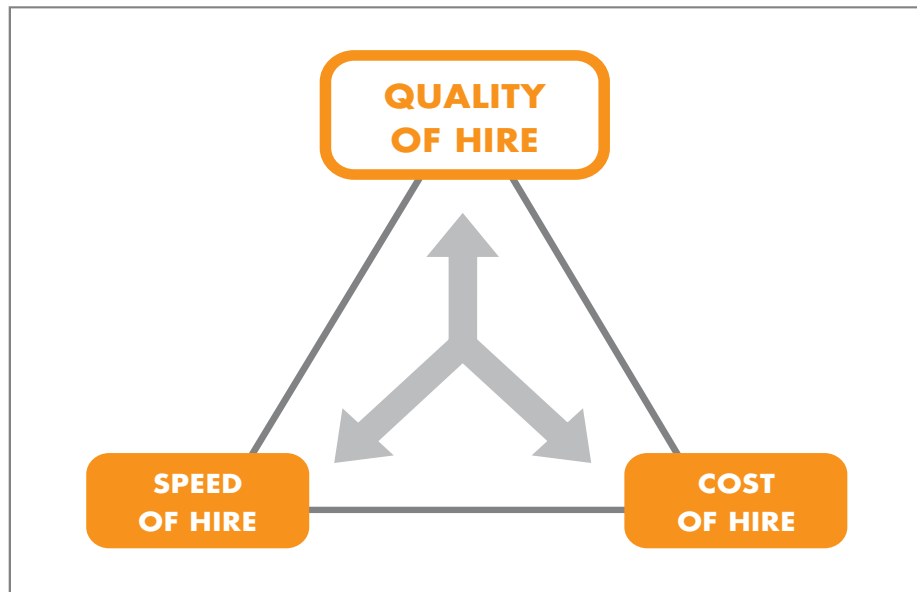 QUALITY
OF HIRE
SPEED
OF HIRE
COST
OF HIRE